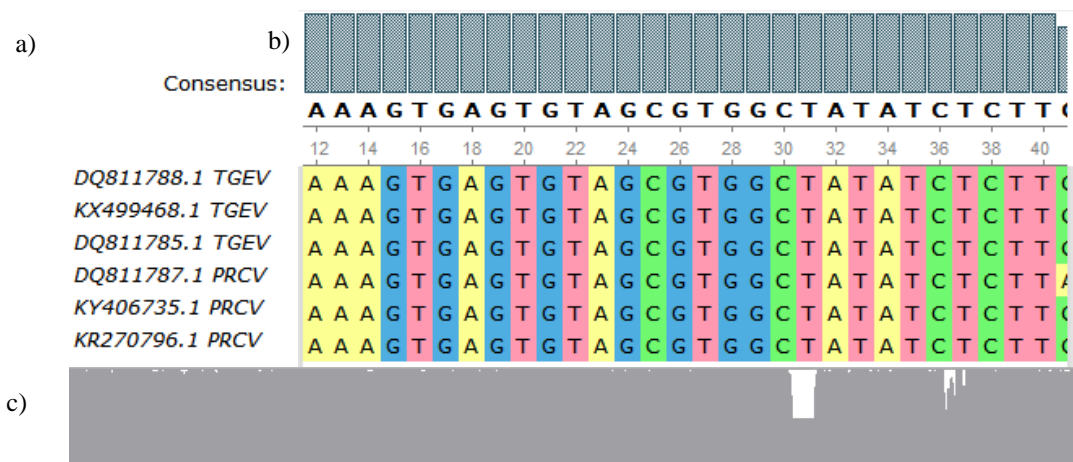 a)
b)
Consensus:
A A A G T G A G T G T A G C G T G G C T A T A T C T C T T
12 14 16 18 20 22 24 26 28 30 32 34 36 38 40
DQ811788.1 TGEV A A A G T G A G T G T A G C G T G G C T A T A T C T C T T
KX499468.1 TGEV A A A G T G A G T G T A G C G T G G C T A T A T C T C T T
DQ811785.1 TGEV A A A G T G A G T G T A G C G T G G C T A T A T C T C T T
DQ811787.1 PRCV A A A G T G A G T G T A G C G T G G C T A T A T C T C T T A
KY406735.1 PRCV A A A G T G A G T G T A G C G T G G C T A T A T C T C T T
KR270796.1 PRCV A A A G T G A G T G T A G C G T G G C T A T A T C T C T T
c)